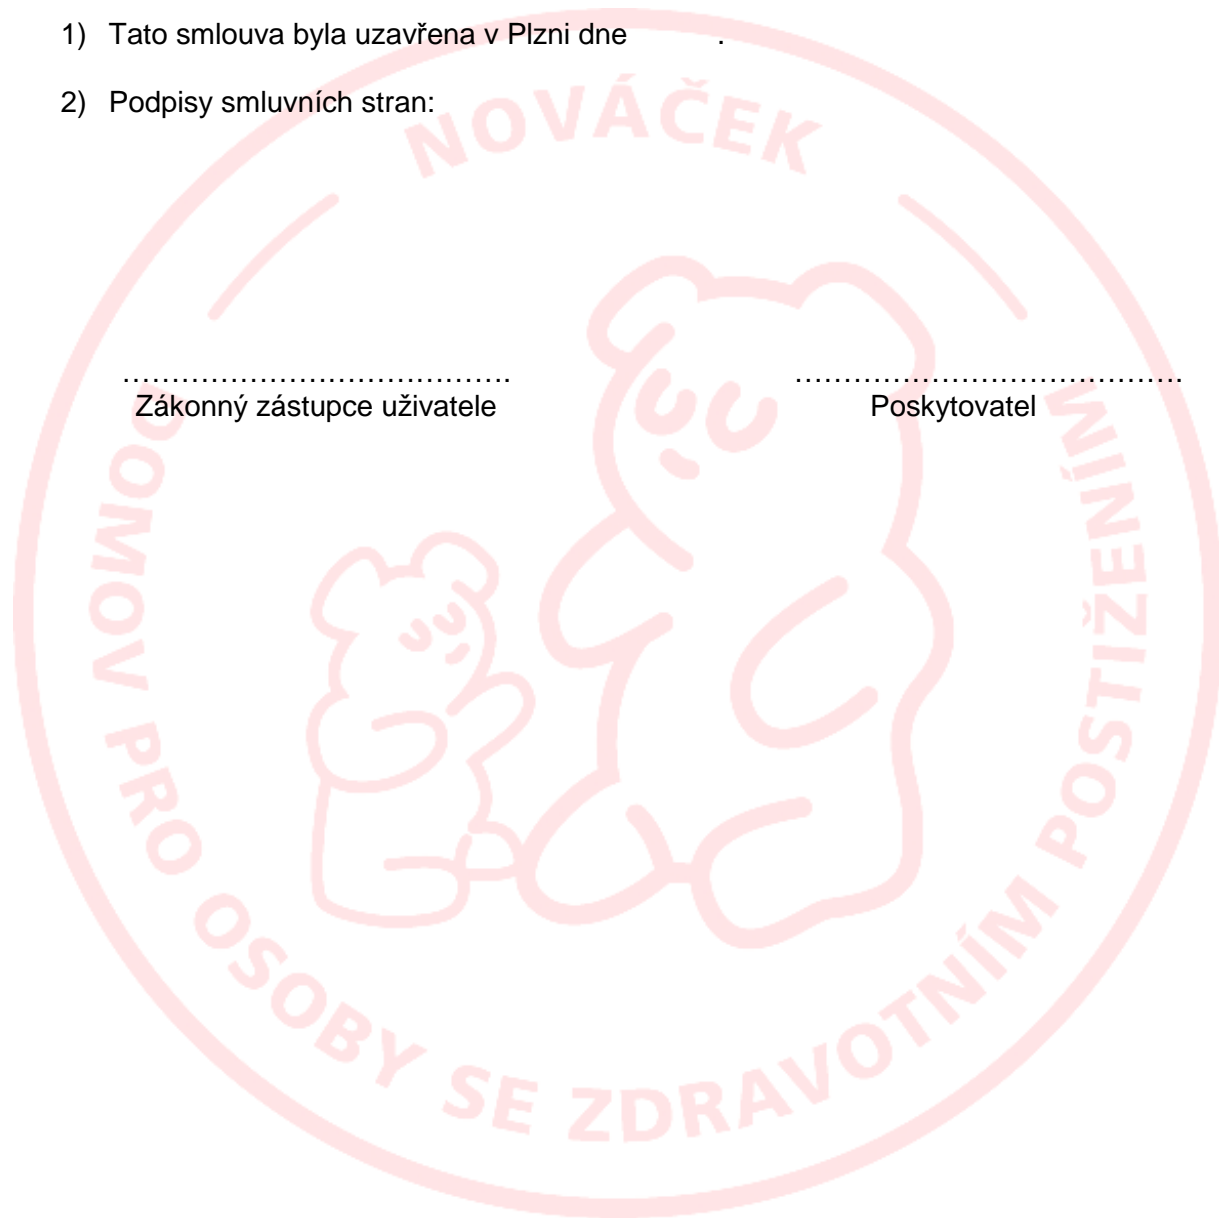 1) Tato smlouva byla uzavřena v Plzni dne .
2) Podpisy smluvních stran:
NOVÁČEK
…………………………………. ………………………………….
Zákonný zástupce uživatele Poskytovatel
DOMOV PRO OSOBY SE ZDRAVOTNÍM POSTIŽENÍM